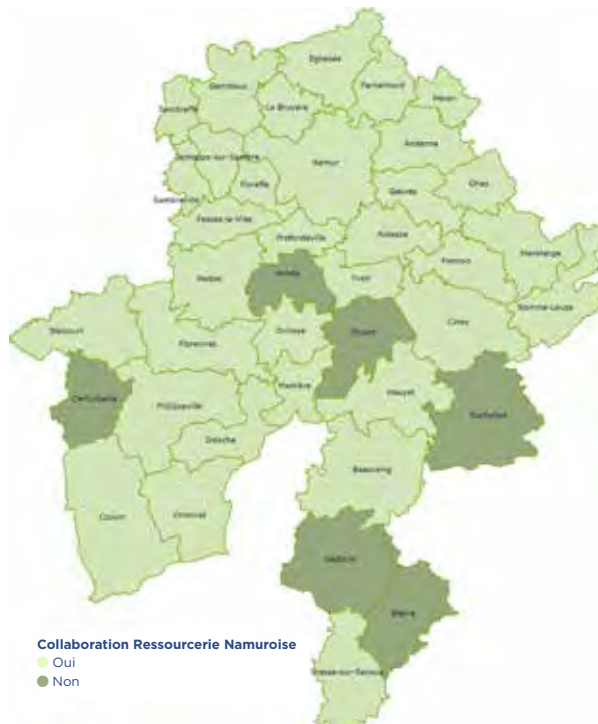 Eghezée
Gembloux
Fernelmont
La Bruyère
Héron
Sombreffe
Andenne
Jemeppe-sur-Sambre
Namur
Floreffe
Gesves
Ohey
Sambreville
Fosses-la-Ville
Profondeville
Assesse
Havelange
Mettet
Anhée
Yvoir
Hamois
Somme-Leuze
Walcourt
Florennes
Onhaye
Dinant
Ciney
Cerfontaine
Philippeville
Hastière
Houyet
Rochefort
Doische
Beauraing
Couvin
Viroinval
Gedinne
Bièvre
Vresse-sur-Semois
Collaboration Ressourcerie Namuroise
Oui
Non